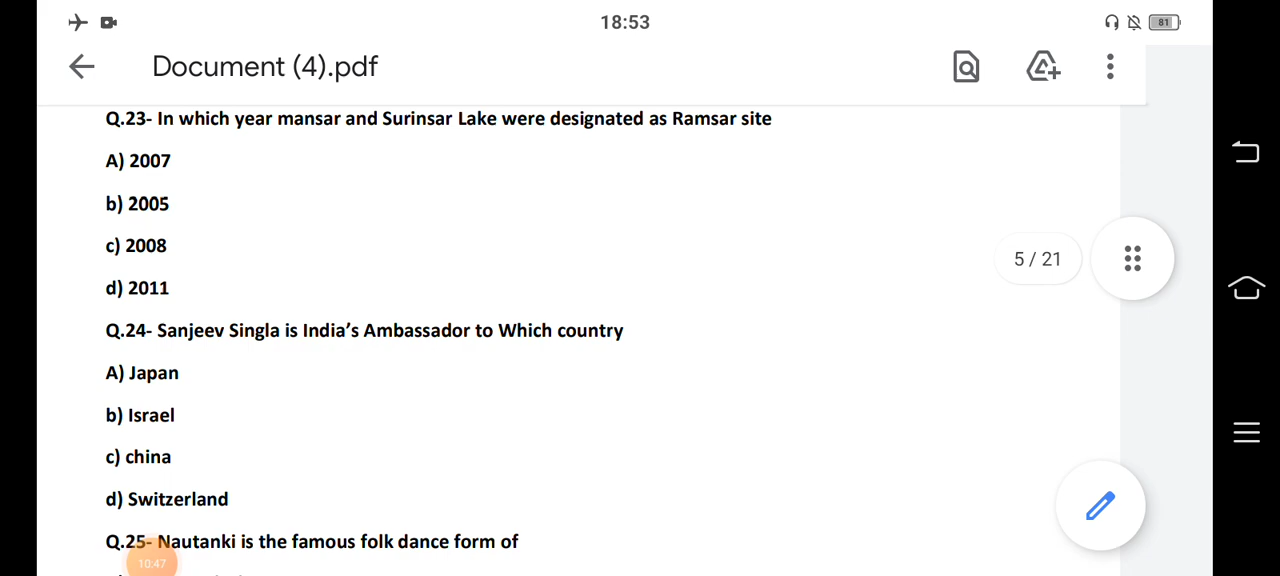 18:53
81
Document (4).pdf
Q.23- In which year mansar and Surinsar Lake were designated as Ramsar site
A) 2007
b) 2005
c) 2008
d) 2011
5 / 21
Q.24- Sanjeev Singla is India’s Ambassador to Which country
A) Japan
b) Israel
c) china
d) Switzerland
Q.25- Nautanki is the famous folk dance form of
10:47